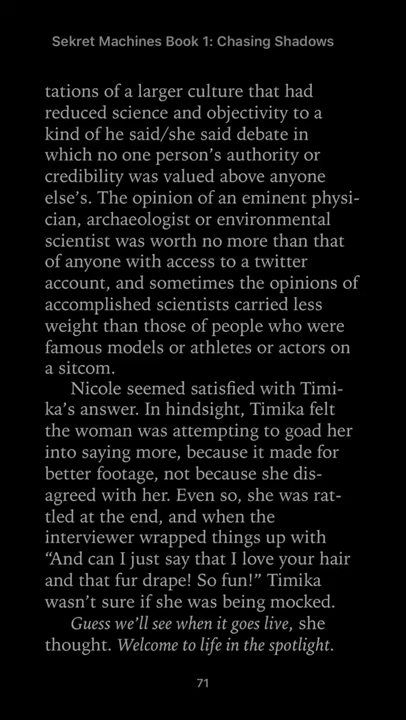 Sekret Machines Book 1: Chasing Shadows
tations of a larger culture that had
reduced science and objectivity to a
kind of he said/she said debate in
which no one person’s authority or
credibility was valued above anyone
else’s. The opinion of an eminent physi-
cian, archaeologist or environmental
scientist was worth no more than that
of anyone with access to a twitter
account, and sometimes the opinions of
accomplished scientists carried less
weight than those of people who were
famous models or athletes or actors on
a sitcom.
Nicole seemed satisfied with Timi-
ka’s answer. In hindsight, Timika felt
the woman was attempting to goad her
into saying more, because it made for
better footage, not because she dis-
agreed with her. Even so, she was rat-
tled at the end, and when the
interviewer wrapped things up with
“And can I just say that I love your hair
and that fur drape! So fun!” Timika
wasn’t sure if she was being mocked.
Guess we’ll see when it goes live, she
thought. Welcome to life in the spotlight.
71